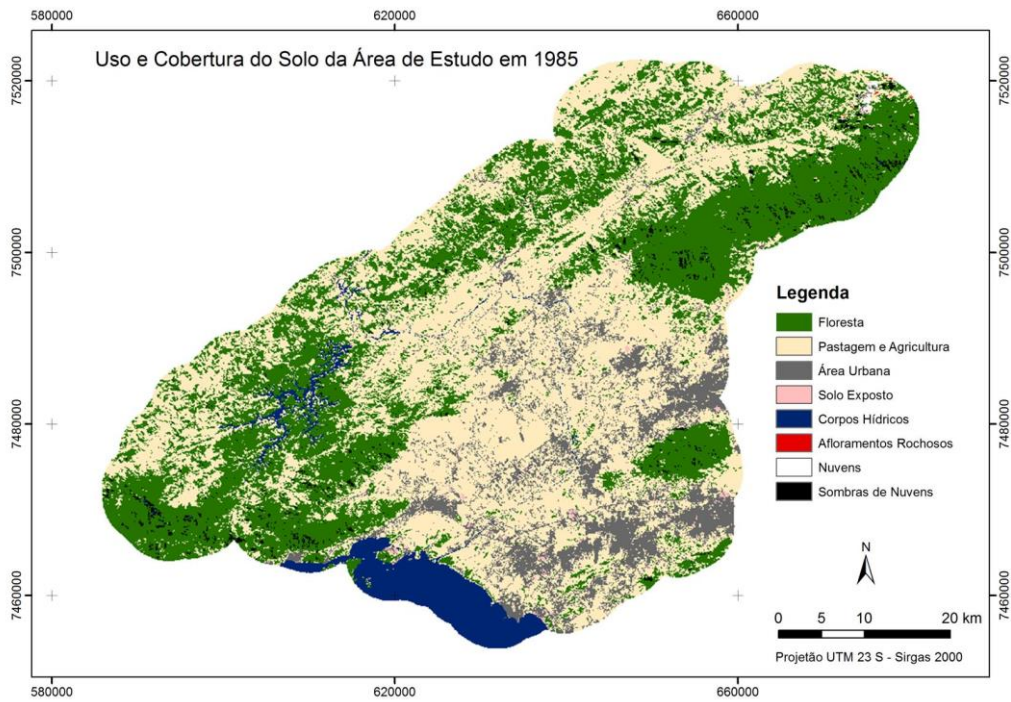 580000 620000 660000
Uso e Cobertura do Solo da Área de Estudo em 1985
7520000 7520000
7500000 7500000
Legenda
Floresta
Pastagem e Agricultura
Área Urbana
Solo Exposto
Corpos Hídricos
Afloramentos Rochosos
Nuvens
Sombras de Nuvens
7480000 7480000
N
7460000 7460000
0 5 10 20 km
Projetão UTM 23 S - Sirgas 2000
580000 620000 660000